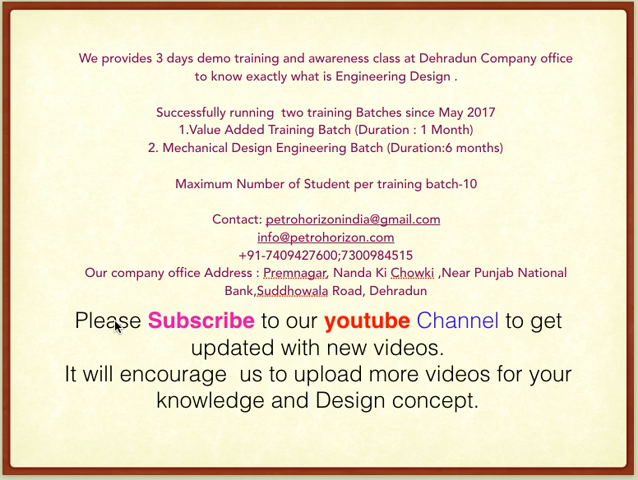 We provides 3 days demo training and awareness class at Dehradun Company office
to know exactly what is Engineering Design .
Successfully running  two training Batches since May 2017
1.Value Added Training Batch (Duration : 1 Month)
2. Mechanical Design Engineering Batch (Duration:6 months)
Maximum Number of Student per training batch-10
Contact: petrohorizonindia@gmail.com
info@petrohorizon.com
+91-7409427600;7300984515
Our company office Address : Premnagar, Nanda Ki Chowki ,Near Punjab National
Bank,Suddhowala Road, Dehradun
Please Subscribe to our youtube Channel to get
updated with new videos.
It will encourage  us to upload more videos for your
knowledge and Design concept.